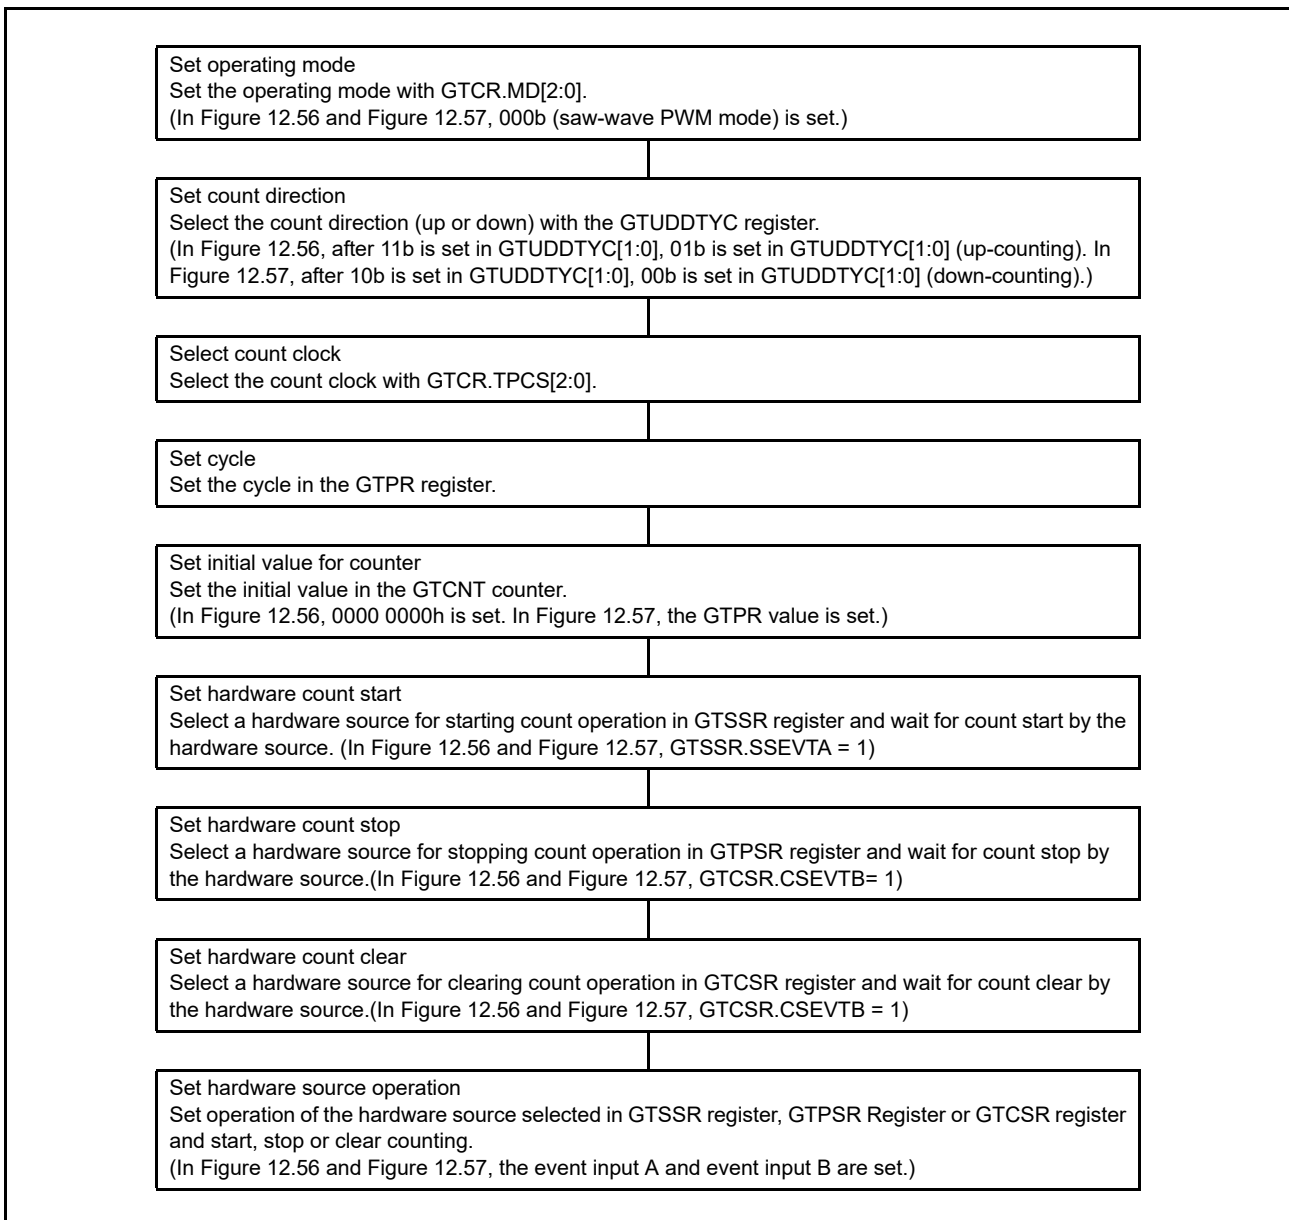 Set operating mode
Set the operating mode with GTCR.MD[2:0].
(In Figure 12.56 and Figure 12.57, 000b (saw-wave PWM mode) is set.)
Set count direction
Select the count direction (up or down) with the GTUDDTYC register.
(In Figure 12.56, after 11b is set in GTUDDTYC[1:0], 01b is set in GTUDDTYC[1:0] (up-counting). In
Figure 12.57, after 10b is set in GTUDDTYC[1:0], 00b is set in GTUDDTYC[1:0] (down-counting).)
Select count clock
Select the count clock with GTCR.TPCS[2:0].
Set cycle
Set the cycle in the GTPR register.
Set initial value for counter
Set the initial value in the GTCNT counter.
(In Figure 12.56, 0000 0000h is set. In Figure 12.57, the GTPR value is set.)
Set hardware count start
Select a hardware source for starting count operation in GTSSR register and wait for count start by the
hardware source. (In Figure 12.56 and Figure 12.57, GTSSR.SSEVTA = 1)
Set hardware count stop
Select a hardware source for stopping count operation in GTPSR register and wait for count stop by
the hardware source.(In Figure 12.56 and Figure 12.57, GTCSR.CSEVTB= 1)
Set hardware count clear
Select a hardware source for clearing count operation in GTCSR register and wait for count clear by
the hardware source.(In Figure 12.56 and Figure 12.57, GTCSR.CSEVTB = 1)
Set hardware source operation
Set operation of the hardware source selected in GTSSR register, GTPSR Register or GTCSR register
and start, stop or clear counting.
(In Figure 12.56 and Figure 12.57, the event input A and event input B are set.)